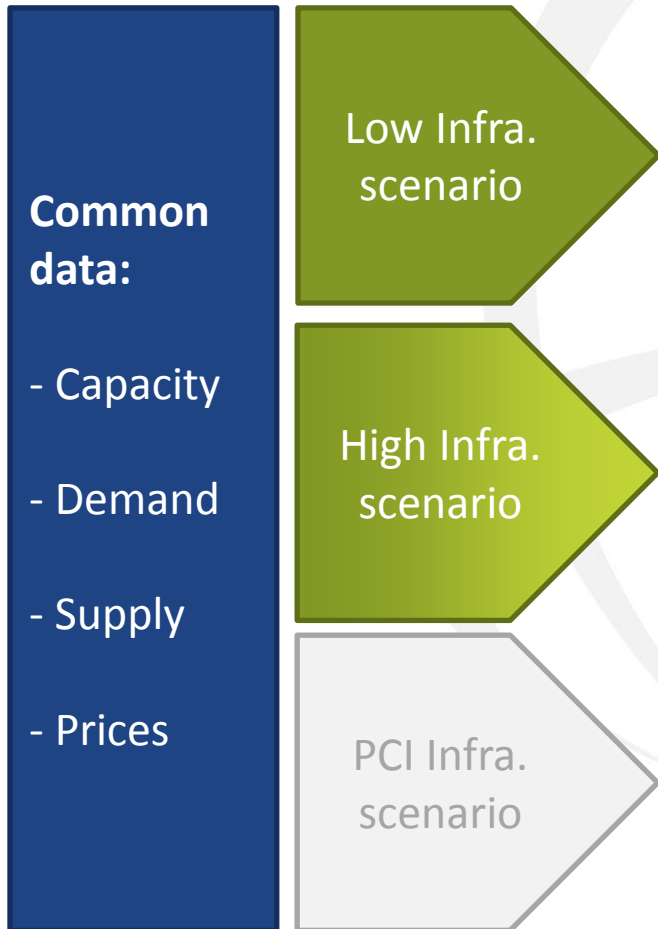 Common
data:
- Capacity
- Demand
- Supply
- Prices
Low Infra.
scenario
High Infra.
scenario
PCI Infra.
scenario